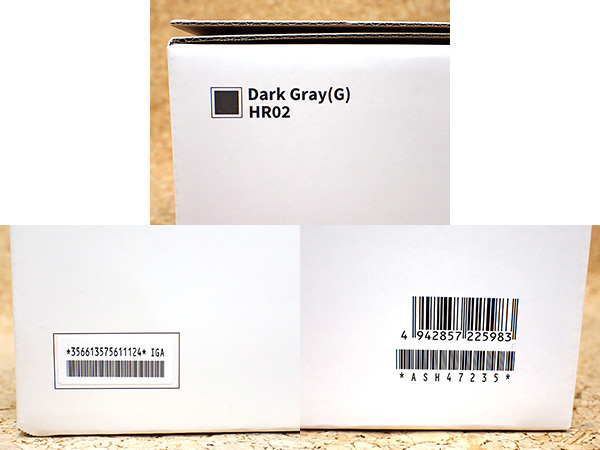 Dark Gray(G)
HR02
*356613575611124* IGA
4 942857 225983
*ASH47235*